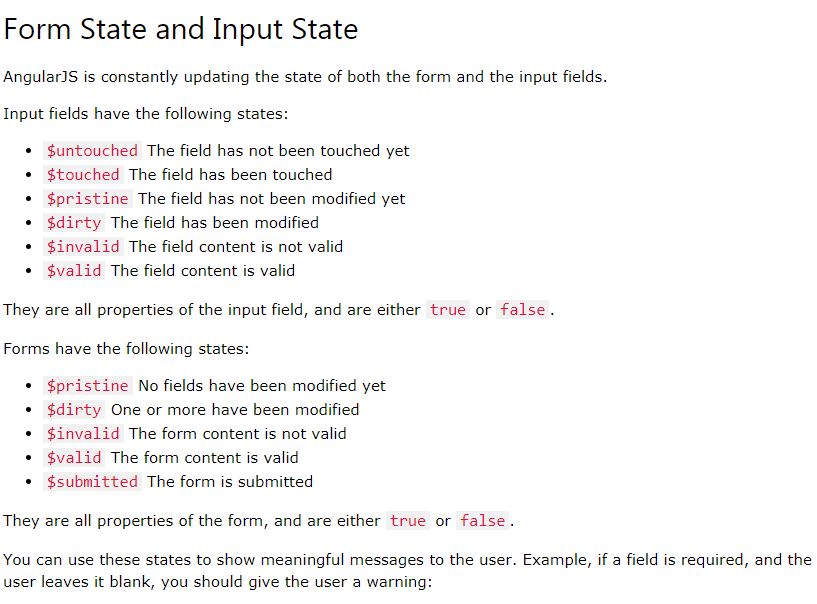 Form State and Input State
AngularJS is constantly updating the state of both the form and the input fields.
Input fields have the following states:
• $untouched The field has not been touched yet
• $touched The field has been touched
• $pristine The field has not been modified yet
• $dirty The field has been modified
• $invalid The field content is not valid
• $valid The field content is valid
They are all properties of the input field, and are either true or false.
Forms have the following states:
• $pristine No fields have been modified yet
• $dirty One or more have been modified
• $invalid The form content is not valid
• $valid The form content is valid
• $submitted The form is submitted
They are all properties of the form, and are either true or false.
You can use these states to show meaningful messages to the user. Example, if a field is required, and the
user leaves it blank, you should give the user a warning: